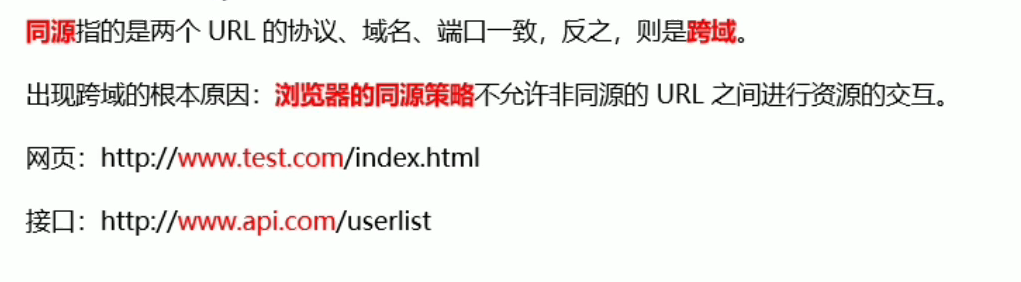 同源指的是两个 URL 的协议、域名、端口一致，反之，则是跨域。
出现跨域的根本原因：浏览器的同源策略不允许非同源的 URL 之间进行资源的交互。
网页：http://www.test.com/index.html
接口：http://www.api.com/userlist